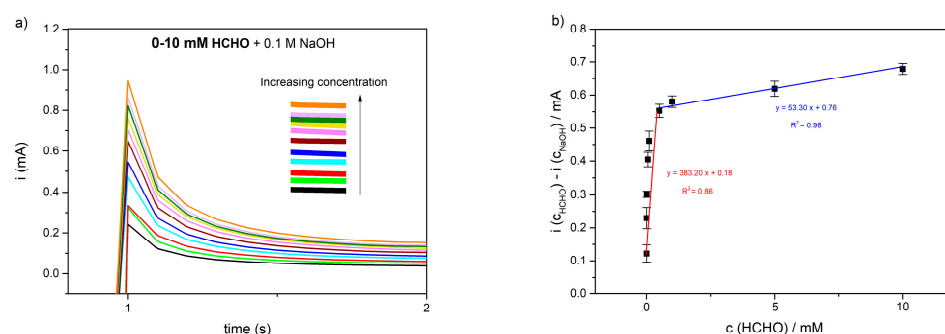 a)
0-10 mM HCHO + 0.1 M NaOH
Increasing concentration
i (mA)
1.2
1.0
0.8
0.6
0.4
0.2
0.0
1
2
time (s)
b)
i (cHCHO) - i (cNaOH) / mA
0.8
0.7
0.6
0.5
0.4
0.3
0.2
0.1
0.0
y = 53.30 x + 0.76
R² = 0.98
y = 383.20 x + 0.18
R² = 0.86
0
5
10
c (HCHO) / mM